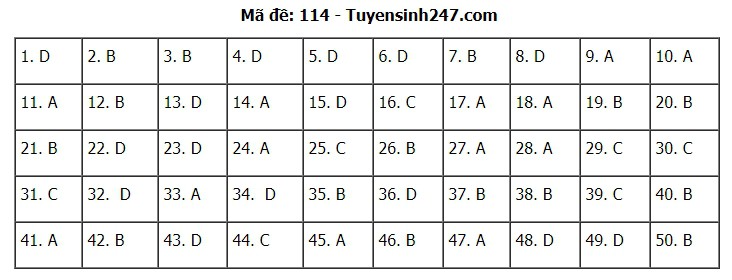 Mã đề: 114 - Tuyensinh247.com
1. D 2. B 3. B 4. D 5. D 6. D 7. B 8. D 9. A 10. A
11. A 12. B 13. D 14. A 15. D 16. C 17. A 18. A 19. B 20. B
21. B 22. D 23. D 24. A 25. C 26. B 27. A 28. A 29. C 30. C
31. C 32. D 33. A 34. D 35. B 36. D 37. B 38. B 39. C 40. B
41. A 42. B 43. D 44. C 45. A 46. B 47. A 48. D 49. D 50. B